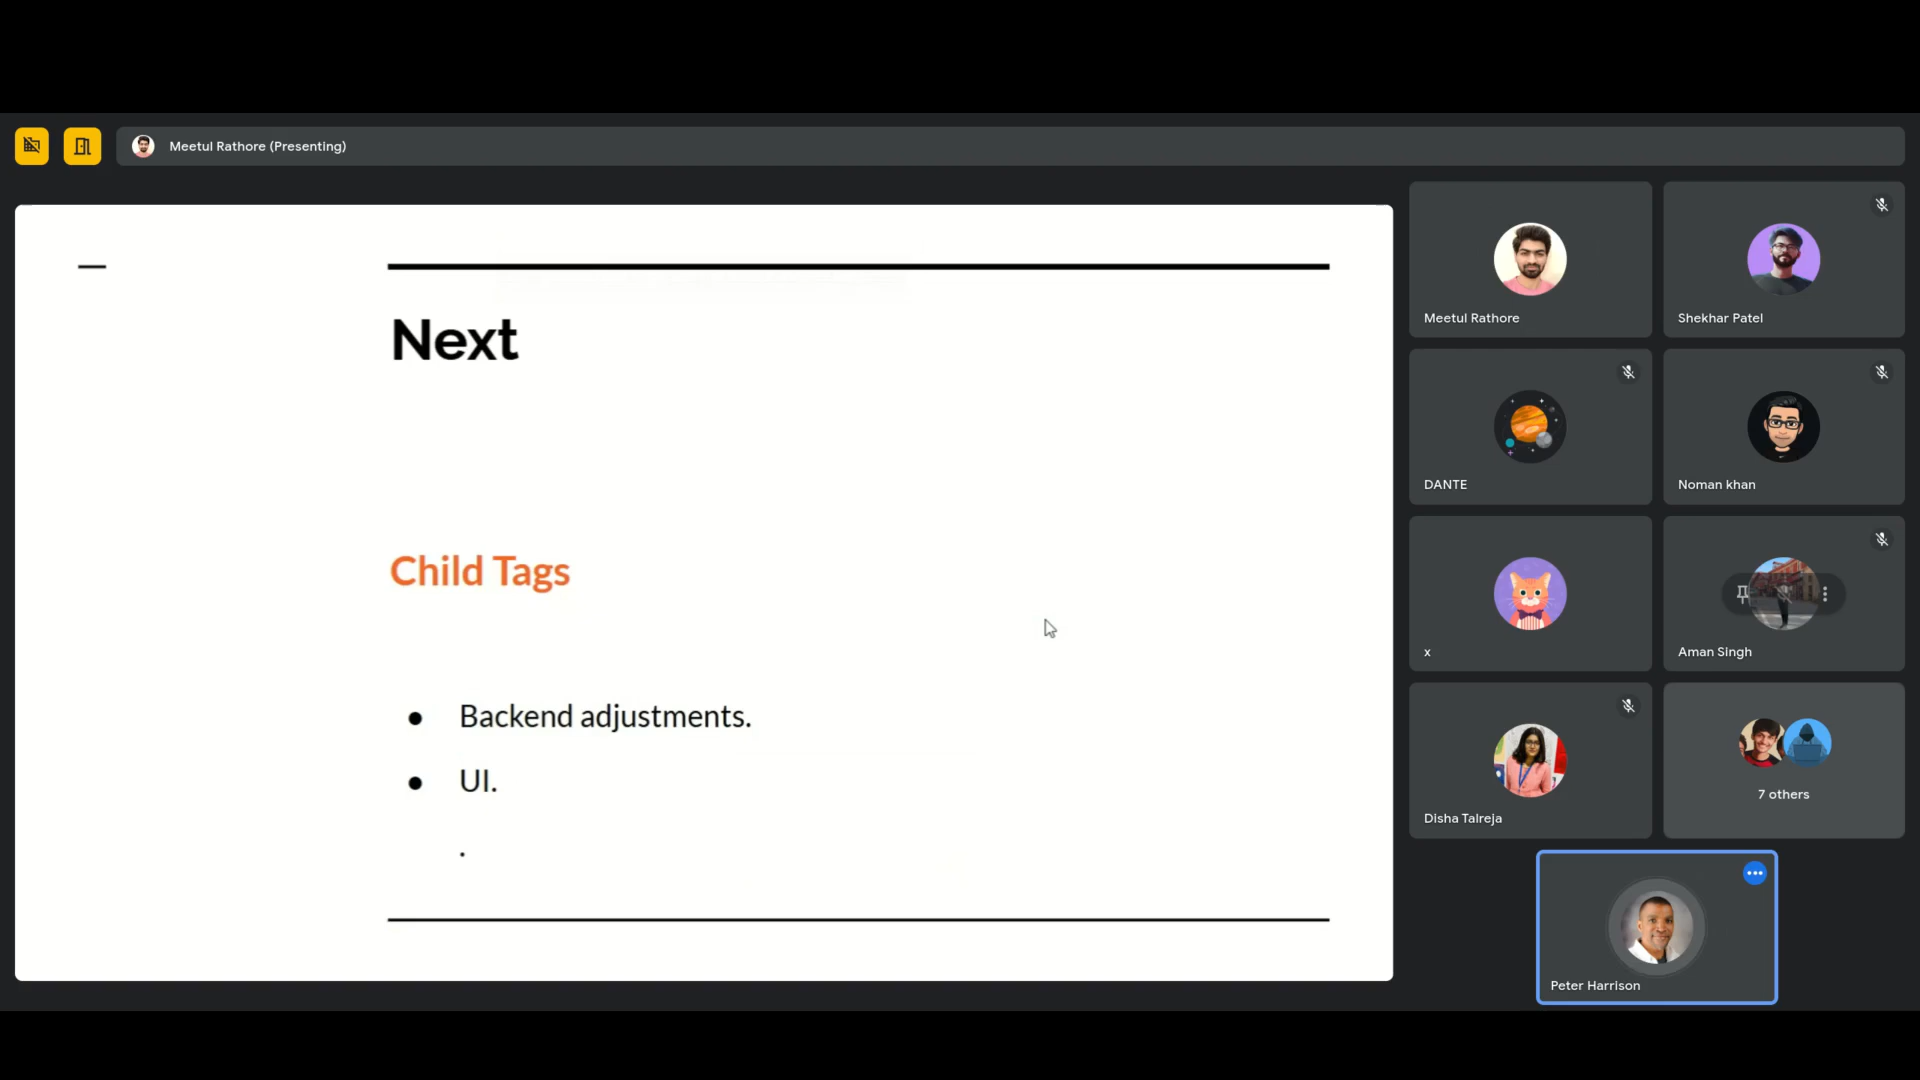 Meetul Rathore (Presenting)
Next
Child Tags
● Backend adjustments.
● UI.
.
Meetul Rathore
Shekhar Patel
DANTE
Noman khan
x
Aman Singh
Disha Talreja
7 others
Peter Harrison